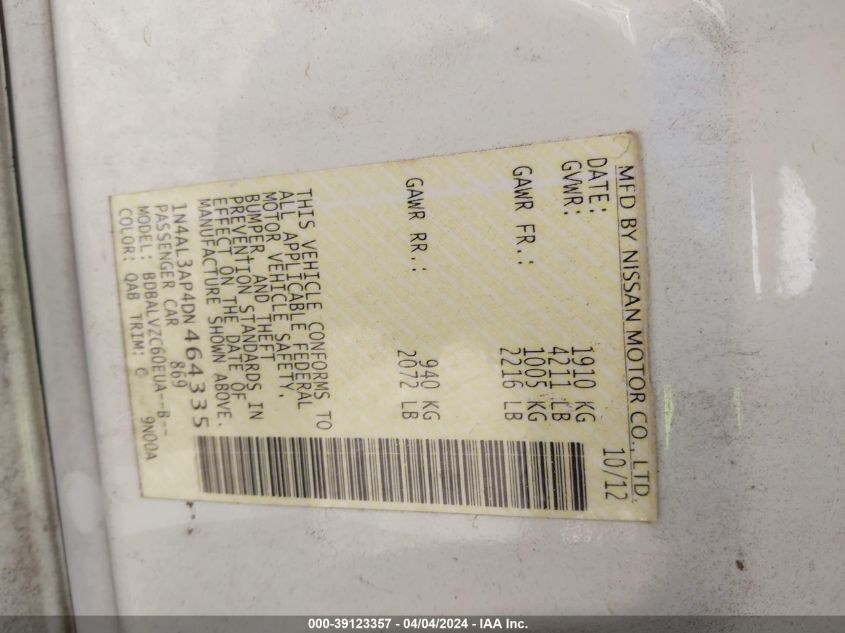 MFD BY NISSAN MOTOR CO., LTD.
DATE: 10/12
GVWR: 1910 KG
4211 LB
GAWR FR.: 1005 KG
2216 LB
GAWR RR.: 940 KG
2072 LB
THIS VEHICLE CONFORMS TO
ALL APPLICABLE FEDERAL
MOTOR VEHICLE SAFETY,
BUMPER, AND THEFT
PREVENTION STANDARDS IN
EFFECT ON THE DATE OF
MANUFACTURE SHOWN ABOVE.
1N4AL3AP4DN464335
PASSENGER CAR 869
MODEL: BDBALVZC60EUA--B--
COLOR: QAB TRIM: G 9N00A
000-39123357 - 04/04/2024 - IAA Inc.